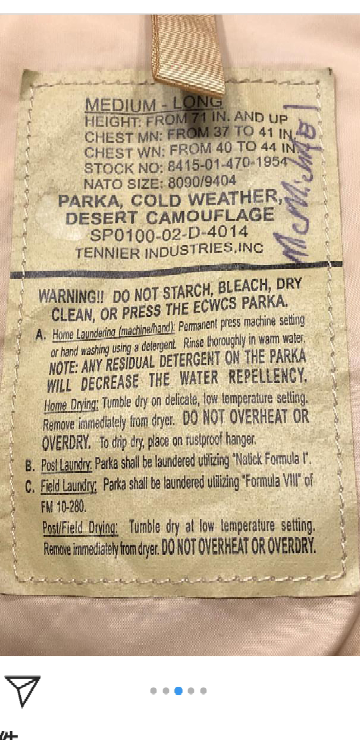 MEDIUM - LONG
HEIGHT: FROM 71 IN. AND UP
CHEST MN: FROM 37 TO 41 IN.
CHEST WN: FROM 40 TO 44 IN.
STOCK NO: 8415-01-470-1954
NATO SIZE: 8090/9404
PARKA, COLD WEATHER,
DESERT CAMOUFLAGE
SP0100-02-D-4014
TENNIER INDUSTRIES,INC
WARNING!! DO NOT STARCH, BLEACH, DRY
CLEAN, OR PRESS THE ECWCS PARKA.
A. Home Laundering (machine/hand): Permanent press machine setting
or hand washing using a detergent. Rinse thoroughly in warm water,
NOTE: ANY RESIDUAL DETERGENT ON THE PARKA
WILL DECREASE THE WATER REPELLENCY.
Home Drying: Tumble dry on delicate, low temperature setting.
Remove immediately from dryer. DO NOT OVERHEAT OR
OVERDRY. To drip dry, place on rustproof hanger.
B. Post Laundry: Parka shall be laundered utilizing "Natick Formula I".
C. Field Laundry: Parka shall be laundered utilizing "Formula VIII" of
FM 10-280.
Post/Field Drying: Tumble dry at low temperature setting.
Remove immediately from dryer. DO NOT OVERHEAT OR OVERDRY.
件